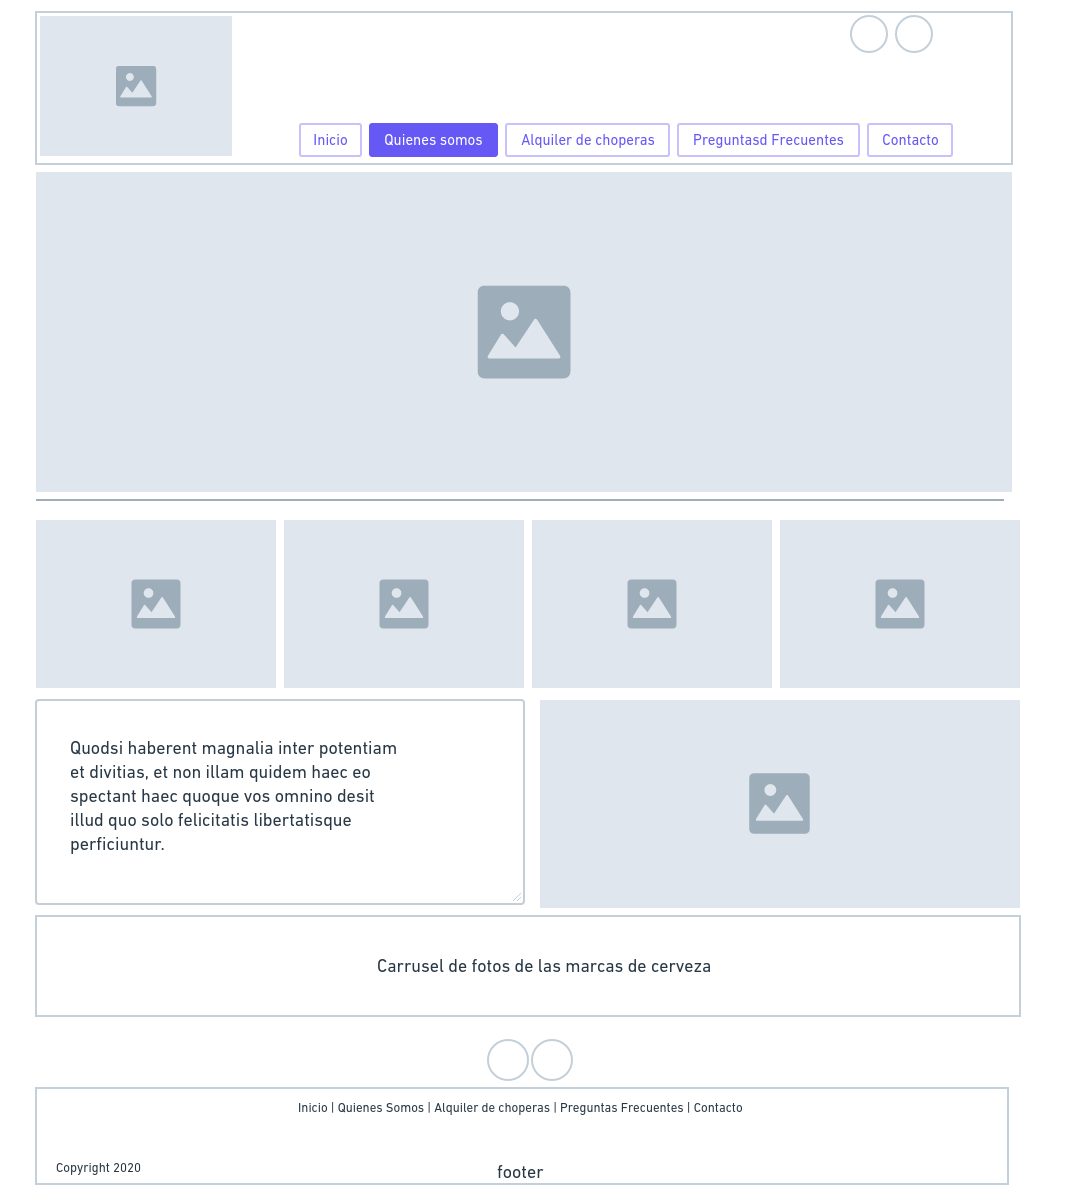 Inicio
Quienes somos
Alquiler de choperas
Preguntasd Frecuentes
Contacto
Quodsi haberent magnalia inter potentiam
et divitias, et non illam quidem haec eo
spectant haec quoque vos omnino desit
illud quo solo felicitatis libertatisque
perficiuntur.
Carrusel de fotos de las marcas de cerveza
Inicio | Quienes Somos | Alquiler de choperas | Preguntas Frecuentes | Contacto
Copyright 2020
footer